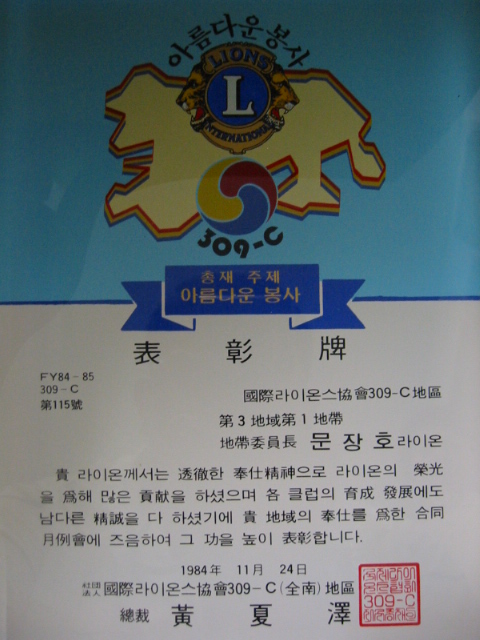 아름다운봉사
LIONS
L
INTERNATIONAL
309-C
총재 주제
아름다운 봉사
表彰牌
FY84-85
309-C
第115號
國際라이온스協會309-C地區
第3地域第1地帶
地帶委員長 문장호라이온
貴 라이온께서는 透徹한 奉仕精神으로 라이온의 榮光
을 爲해 많은 貢献을 하셨으며 各 클럽의 育成 發展에도
남다른 精誠을 다 하셨기에 貴 地域의 奉仕를 爲한 合同
月例會에 즈음하여 그 功을 높이 表彰합니다.
1984年 11月 24日
社団法人 國際라이온스協會309-C(全南)地區
總裁 黃夏澤
309-C